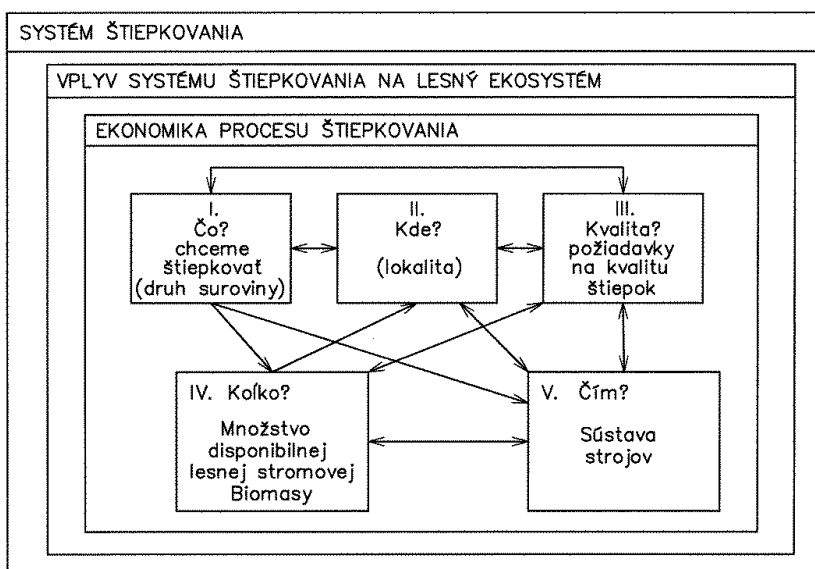 SYSTÉM ŠTIEPKOVANIA
VPLYV SYSTÉMU ŠTIEPKOVANIA NA LESNÝ EKOSYSTÉM
EKONOMIKA PROCESU ŠTIEPKOVANIA
I.
Čo?
chceme
štiepkovať
(druh suroviny)
II.
Kde?
(lokalita)
III.
Kvalita?
požiadavky
na kvalitu
štiepok
IV. Koľko?
Množstvo
disponibilnej
lesnej stromovej
Biomasy
V. Čím?
Sústava
strojov